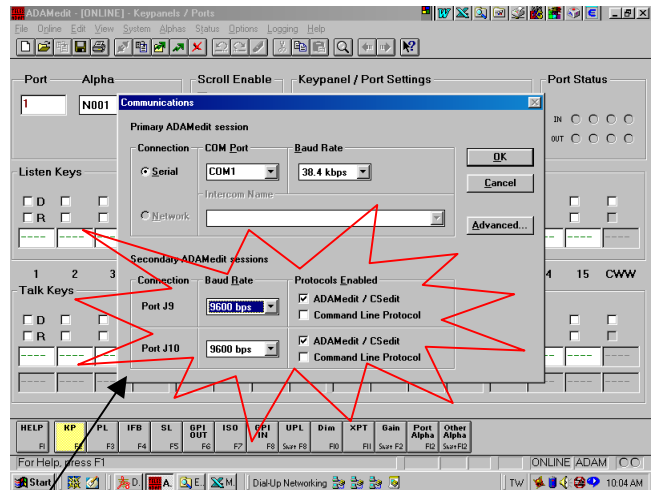 ADAMedit - [ONLINE] - Keypanels / Ports
File Online Edit View System Alphas Status Options Logging Help
Port Alpha Scroll Enable Keypanel / Port Settings Port Status
1 N001
IN
OUT
Communications
Primary ADAMedit session
Connection COM Port Baud Rate
Serial COM1 38.4 kbps
OK
Cancel
Intercom Name
Network
Advanced...
Secondary ADAMedit sessions
Connection Baud Rate Protocols Enabled
Port J9 9600 bps ADAMedit / CSedit
Command Line Protocol
Port J10 9600 bps ADAMedit / CSedit
Command Line Protocol
Listen Keys
D
R
---- ---- ---- ----
1 2 3 4 15 CWW
Talk Keys
D
R
---- ---- ---- ----
---- ---- ---- ----
HELP KP PL IFB SL GPI OUT ISO GPI IN UPL Dim XPT Gain Port Alpha Other Alpha
F1 F2 F3 F4 F5 F6 F7 F8 F10 F11 F12
For Help, press F1
ONLINE ADAM
Start D. A. E. M. Dial-Up Networking TW 10:04 AM